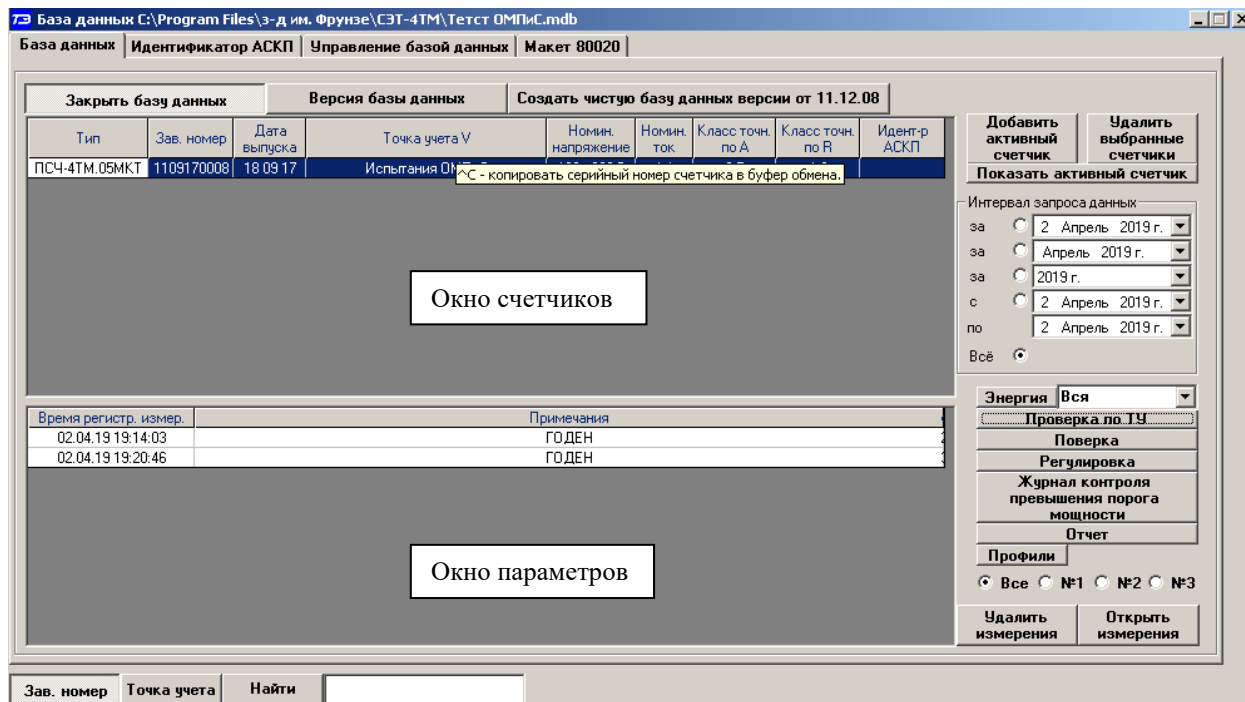 База данных C:\Program Files\з-д им. Фрунзе\СЭТ-4ТМ\Тетст ОМПиС.mdb
База данных Идентификатор АСКП Управление базой данных Макет 80020
Закрыть базу данных Версия базы данных Создать чистую базу данных версии от 11.12.08
Тип Зав. номер Дата выпуска Точка учета V Номин. напряжение Номин. ток Класс точн. по A Класс точн. по R Идент-р АСКП
ПСЧ-4ТМ.05МКТ 1109170008 18 09 17 Испытания
^C - копировать серийный номер счетчика в буфер обмена.
Окно счетчиков
Время регистр. измер. Примечания
02.04.19 19:14:03 ГОДЕН
02.04.19 19:20:46 ГОДЕН
Окно параметров
Добавить активный счетчик
Удалить выбранные счетчики
Показать активный счетчик
Интервал запроса данных
за 2 Апрель 2019 г.
за Апрель 2019 г.
за 2019 г.
с 2 Апрель 2019 г.
по 2 Апрель 2019 г.
Всё
Энергия Вся
Проверка по ТУ
Поверка
Регулировка
Журнал контроля
превышения порога
мощности
Отчет
Профили
Все №1 №2 №3
Удалить измерения
Открыть измерения
Зав. номер Точка учета Найти